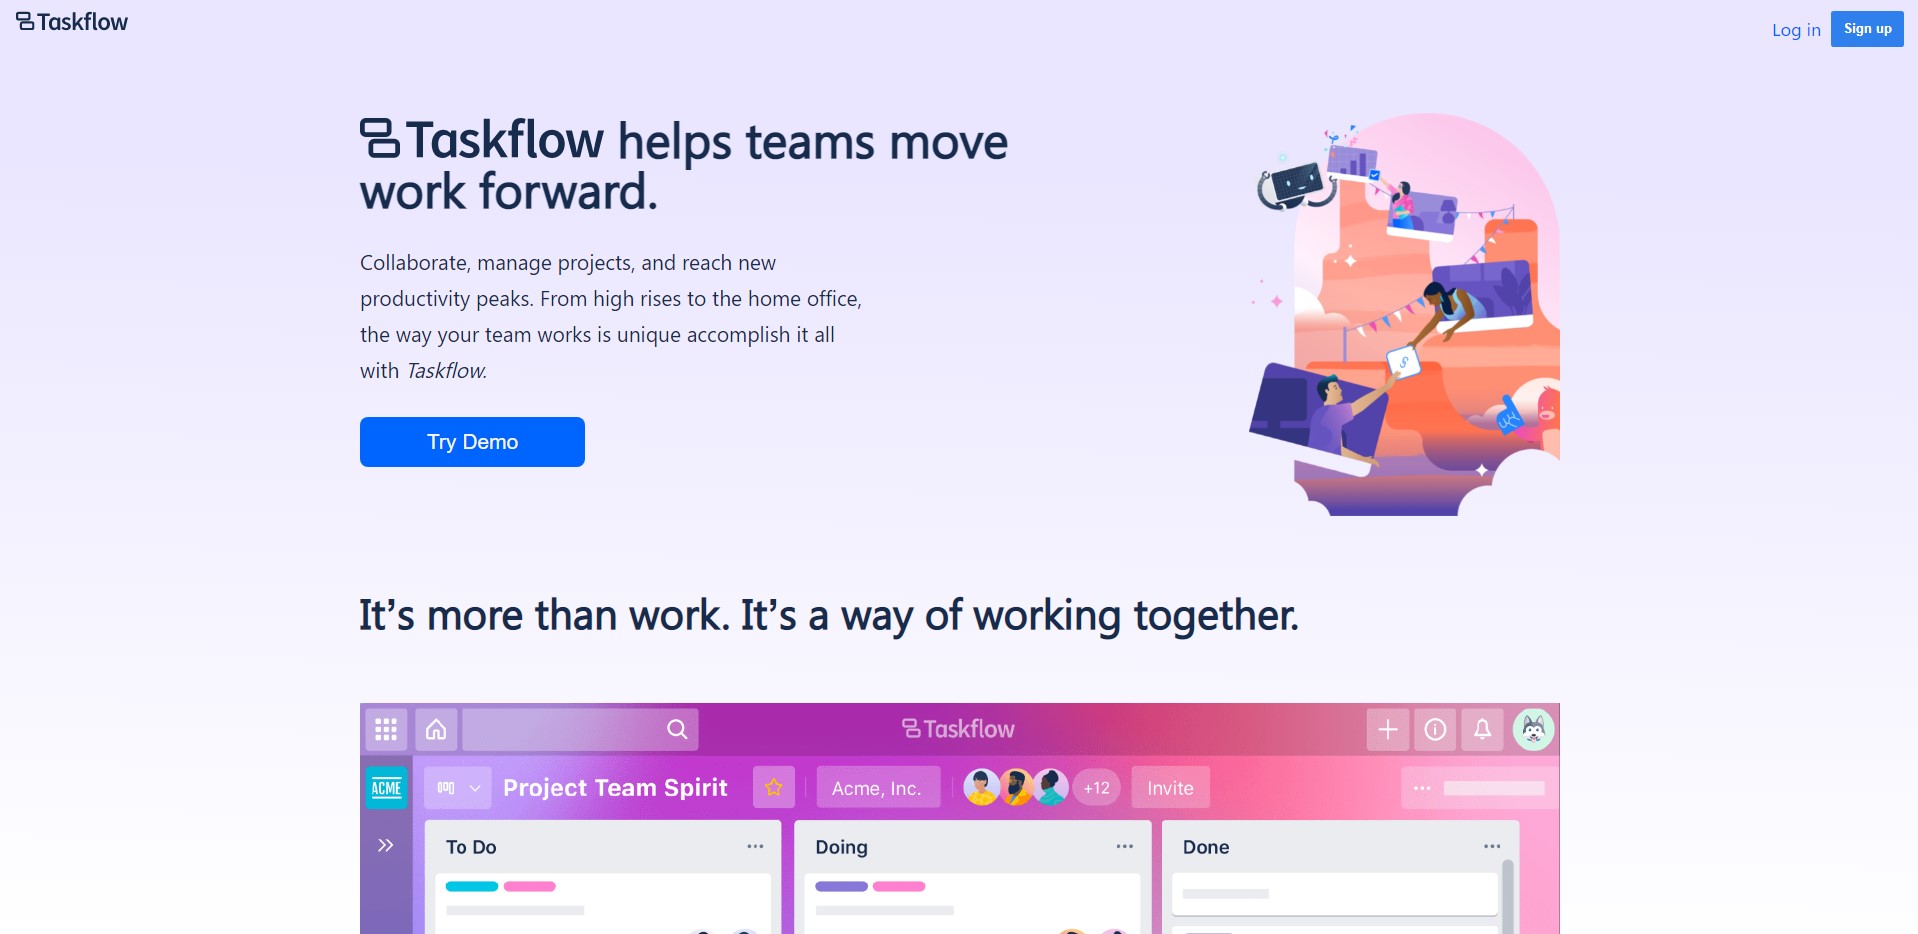 Taskflow
Log in
Sign up
Taskflow helps teams move
work forward.
Collaborate, manage projects, and reach new
productivity peaks. From high rises to the home office,
the way your team works is unique accomplish it all
with Taskflow.
Try Demo
$
It’s more than work. It’s a way of working together.
Taskflow
ACME
Project Team Spirit
Acme, Inc.
+12
Invite
To Do
Doing
Done